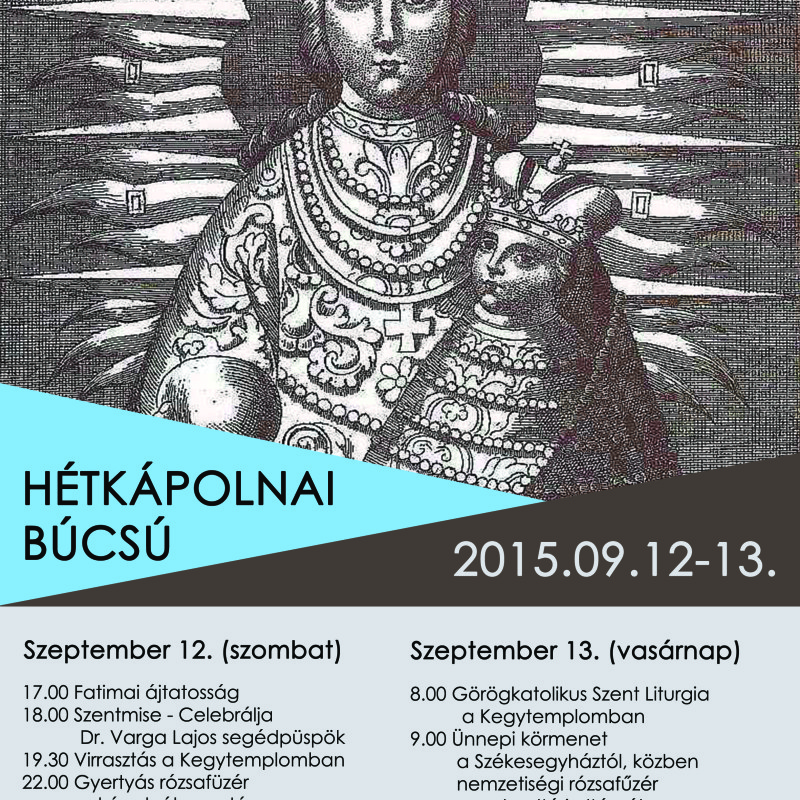 HÉTKÁPOLNAI
BÚCSÚ
2015.09.12-13.
Szeptember 12. (szombat)
17.00 Fatimai ájtatosság
18.00 Szentmise - Celebrálja
Dr. Varga Lajos segédpüspök
19.30 Virrasztás a Kegytemplomban
22.00 Gyertyás rózsafüzér
Szeptember 13. (vasárnap)
8.00 Görögkatolikus Szent Liturgia
a Kegytemplomban
9.00 Ünnepi körmenet
a Székesegyháztól, közben
nemzetiségi rózsafűzér